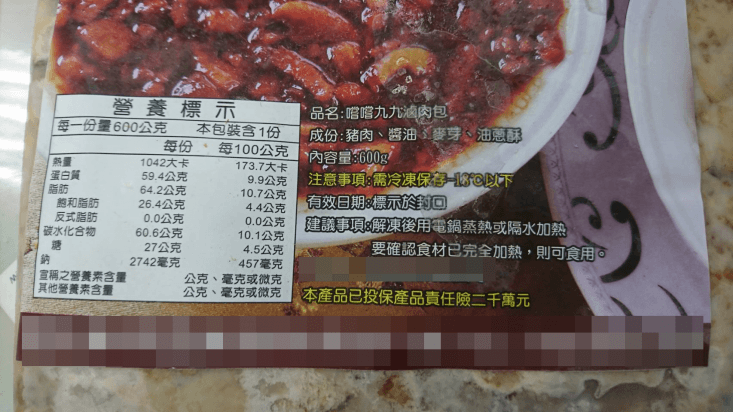 營養標示
每一份量600公克 本包裝含1份
每份 每100公克
熱量 1042大卡 173.7大卡
蛋白質 59.4公克 9.9公克
脂肪 64.2公克 10.7公克
飽和脂肪 26.4公克 4.4公克
反式脂肪 0.0公克 0.0公克
碳水化合物 60.6公克 10.1公克
糖 27公克 4.5公克
鈉 2742毫克 457毫克
宣稱之營養素含量 公克、毫克或微克
其他營養素含量 公克、毫克或微克
品名:嚐嚐九九滷肉包
成份:豬肉、醬油、麥芽、油蔥酥
內容量:600g
注意事項:需冷凍保存-18℃以下
有效日期:標示於封口
建議事項:解凍後用電鍋蒸熱或隔水加熱
要確認食材已完全加熱，則可食用。
本產品已投保產品責任險二千萬元